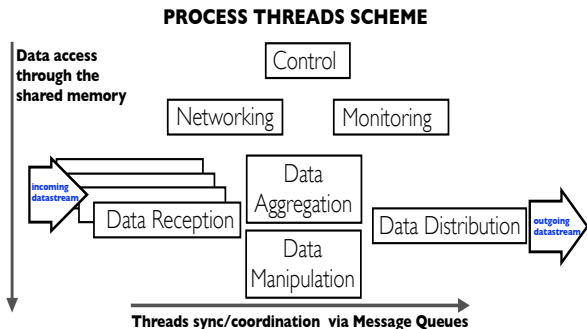 PROCESS THREADS SCHEME
Data access
through the
shared memory
Control
Networking
Monitoring
incoming
datastream
Data Reception
Data
Aggregation
Data
Manipulation
Data Distribution
outgoing
datastream
Threads sync/coordination via Message Queues